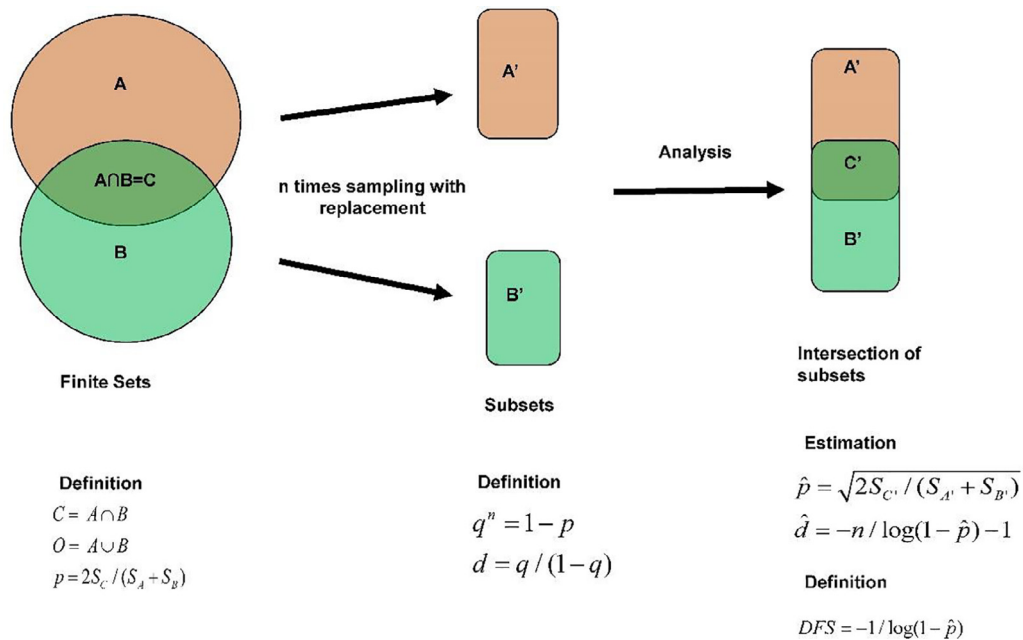 A
A∩B=C
B
Finite Sets
Definition
C = A∩B
O = A∪B
p = 2S_C /(S_A + S_B)
n times sampling with
replacement
A’
B’
Subsets
Definition
q^n = 1 − p
d = q / (1 − q)
Analysis
A’
C’
B’
Intersection of
subsets
Estimation
p̂ = √(2S_C' / (S_A' + S_B'))
d̂ = −n / log(1 − p̂) − 1
Definition
DFS = −1 / log(1 − p̂)